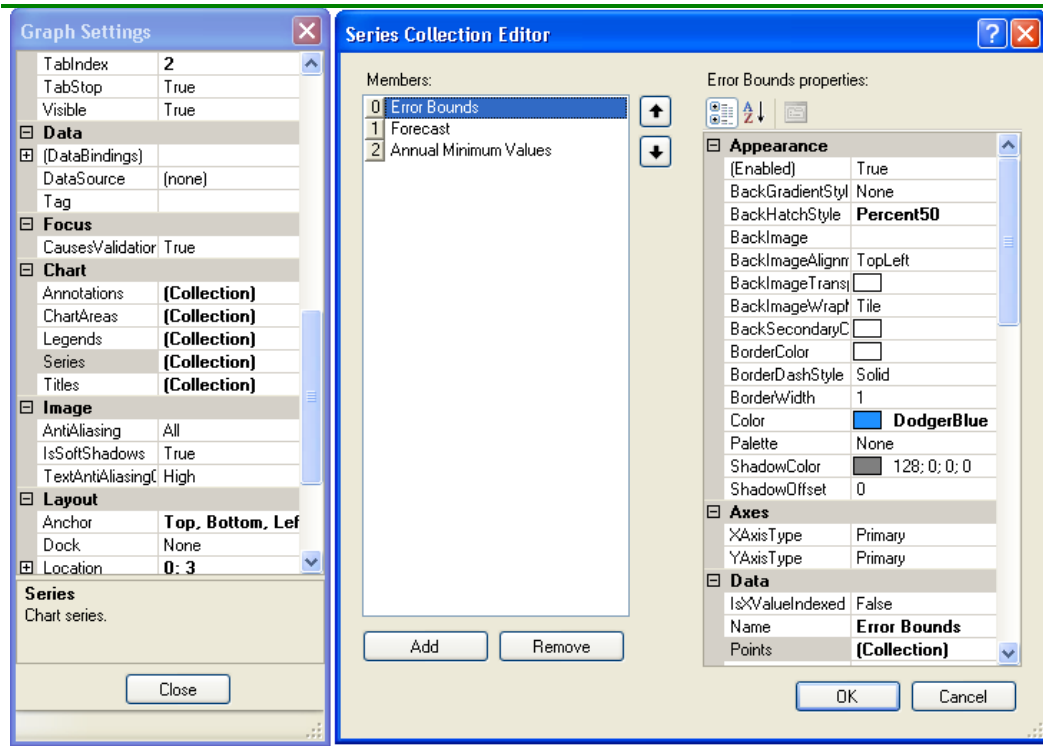 Graph Settings
TabIndex 2
TabStop True
Visible True
Data
(DataBindings)
DataSource (none)
Tag
Focus
CausesValidatior True
Chart
Annotations (Collection)
ChartAreas (Collection)
Legends (Collection)
Series (Collection)
Titles (Collection)
Image
AntiAliasing All
IsSoftShadows True
TextAntiAliasingQ High
Layout
Anchor Top, Bottom, Lef
Dock None
Location 0; 3
Series
Chart series.
Close
Series Collection Editor
Members:
0 Error Bounds
1 Forecast
2 Annual Minimum Values
Add Remove
Error Bounds properties:
Appearance
(Enabled) True
BackGradientStyl None
BackHatchStyle Percent50
BackImage
BackImageAlignm TopLeft
BackImageTransp
BackImageWrapM Tile
BackSecondaryC
BorderColor
BorderDashStyle Solid
BorderWidth 1
Color DodgerBlue
Palette None
ShadowColor 128; 0; 0; 0
ShadowOffset 0
Axes
XAxisType Primary
YAxisType Primary
Data
IsXValueIndexed False
Name Error Bounds
Points (Collection)
OK Cancel